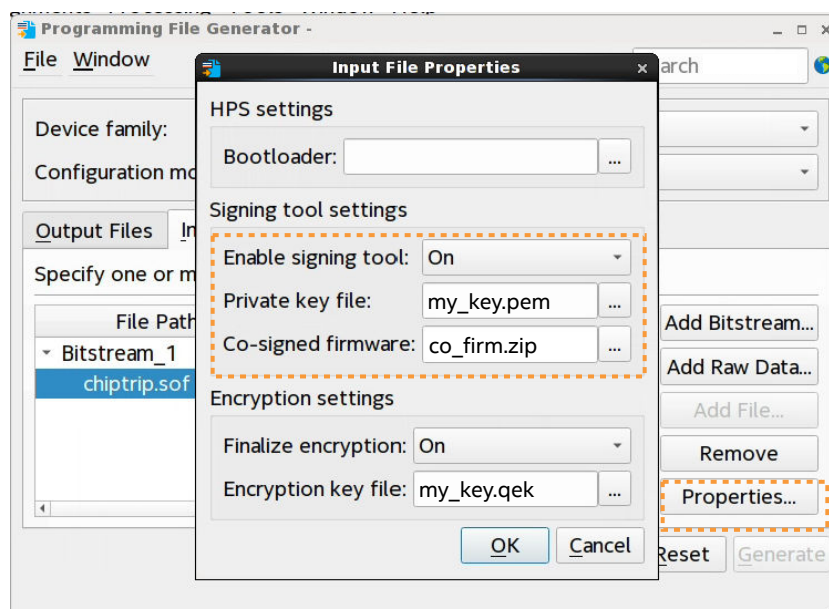 Programming File Generator -
File Window
arch
Device family:
Configuration mo
Output Files In
Specify one or m
File Path
Bitstream_1
chiptrip.sof
Input File Properties
HPS settings
Bootloader: ...
Signing tool settings
Enable signing tool: On
Private key file: my_key.pem ...
Co-signed firmware: co_firm.zip ...
Encryption settings
Finalize encryption: On
Encryption key file: my_key.qek ...
OK Cancel
Add Bitstream...
Add Raw Data...
Add File...
Remove
Properties...
Reset Generate